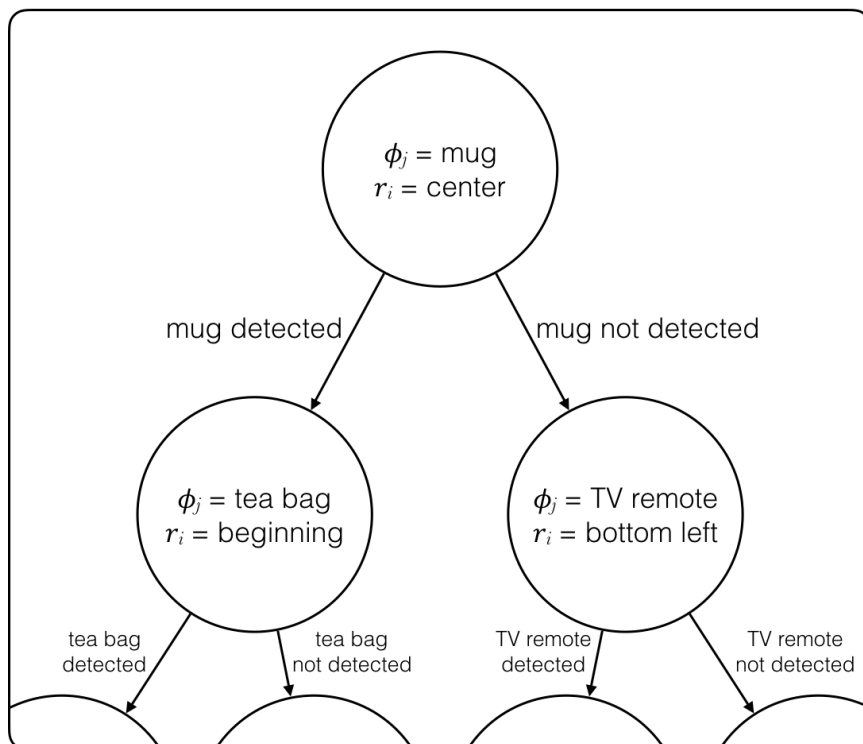 ϕⱼ = mug
rᵢ = center
mug detected
mug not detected
ϕⱼ = tea bag
rᵢ = beginning
ϕⱼ = TV remote
rᵢ = bottom left
tea bag
detected
tea bag
not detected
TV remote
detected
TV remote
not detected